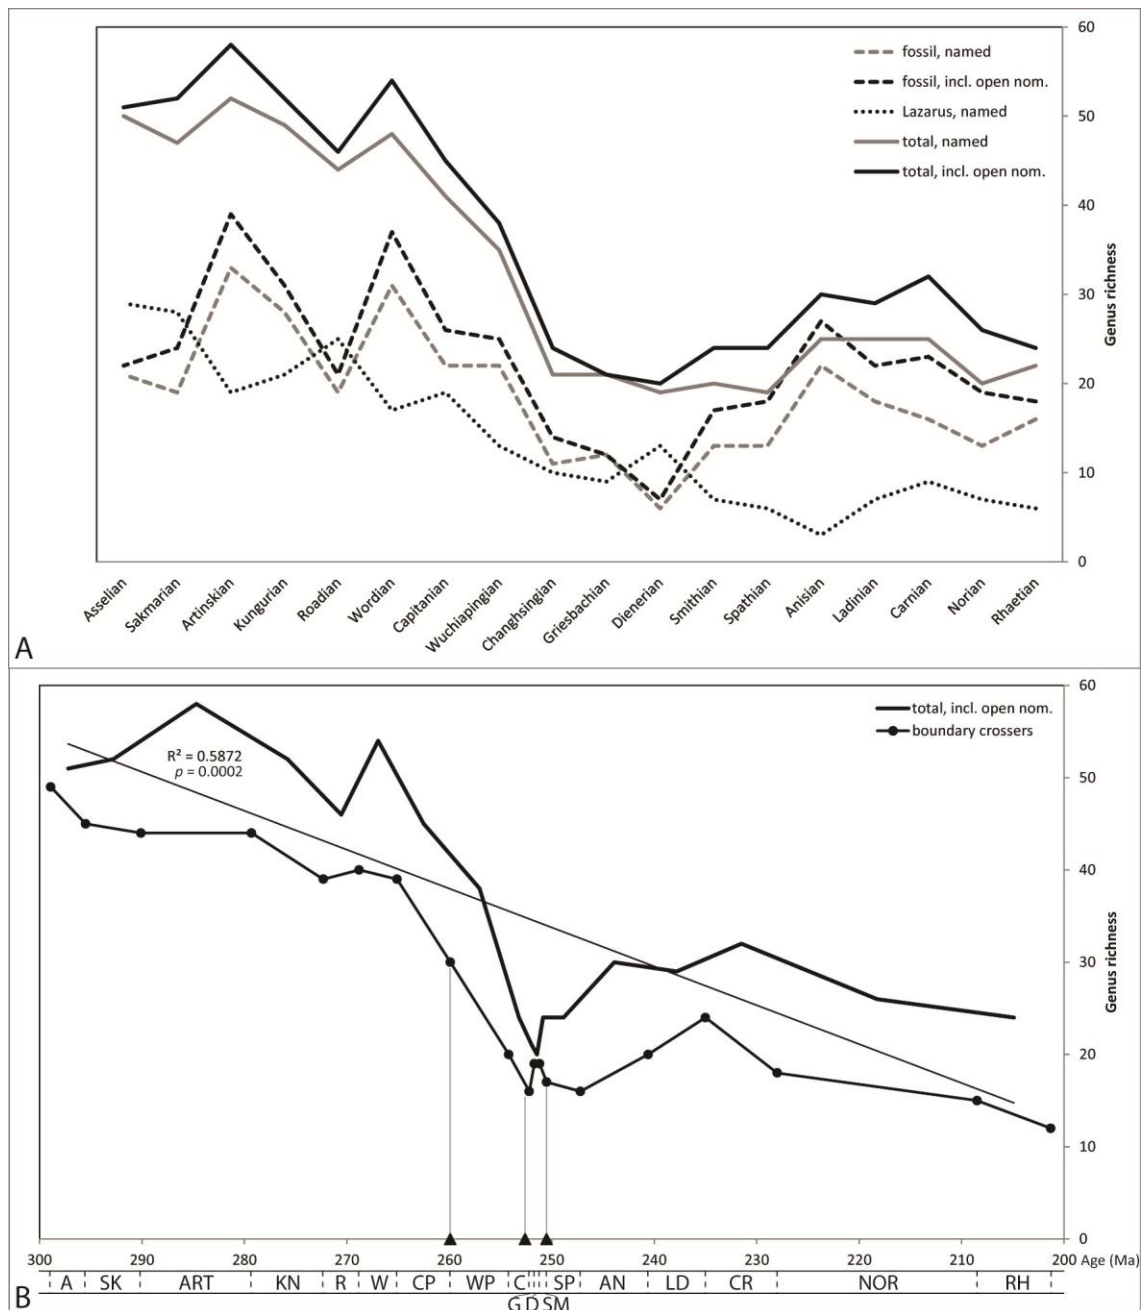 60
fossil, named
fossil, incl. open nom.
50
Lazarus, named
total, named
total, incl. open nom.
40
Genus richness
30
20
10
0
Asselian
Sakmarian
Artinskian
Kungurian
Roadian
Wordian
Capitanian
Wuchiapingian
Changhsingian
Griesbachian
Dienerian
Smithian
Spathian
Anisian
Ladinian
Carnian
Norian
Rhaetian
A
60
total, incl. open nom.
boundary crossers
R² = 0.5872
p = 0.0002
50
40
Genus richness
30
20
10
0
300 290 280 270 260 250 240 230 220 210 200 Age (Ma)
A SK ART KN R W CP WP C SP AN LD CR NOR RH
G D SM
B